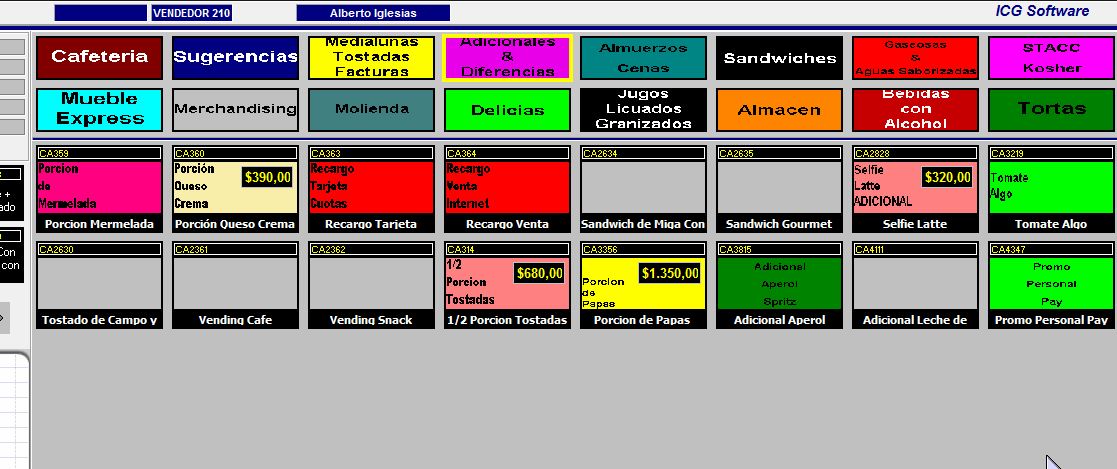 VENDEDOR 210
Alberto Iglesias
ICG Software
Cafeteria
Sugerencias
Medialunas
Tostadas
Facturas
Adicionales
&
Diferencias
Almuerzos
Cenas
Sandwiches
Gaseosas
&
Aguas Saborizadas
STACC
Kosher
Mueble
Express
Merchandising
Molienda
Delicias
Jugos
Licuados
Granizados
Almacen
Bebidas
con
Alcohol
Tortas
CA359
Porcion
de
Mermelada
Porcion Mermelada
CA360
Porción
Queso
Crema
$390,00
Porción Queso Crema
CA363
Recargo
Tarjeta
Cuotas
Recargo Tarjeta
CA364
Recargo
Venta
Internet
Recargo Venta
CA2634
Sandwich de Miga Con
CA2635
Sandwich Gourmet
CA2828
Selfie
Latte
ADICIONAL
$320,00
Selfie Latte
CA3219
Tomate
Algo
Tomate Algo
CA2630
Tostado de Campo y
CA2361
Vending Cafe
CA2362
Vending Snack
CA314
1/2
Porcion
Tostadas
$680,00
1/2 Porcion Tostadas
CA3356
Porcion
de
Papas
$1.350,00
Porcion de Papas
CA3815
Adicional
Aperol
Spritz
Adicional Aperol
CA4111
Adicional Leche de
CA4347
Promo
Personal
Pay
Promo Personal Pay
+
ado
Con
con